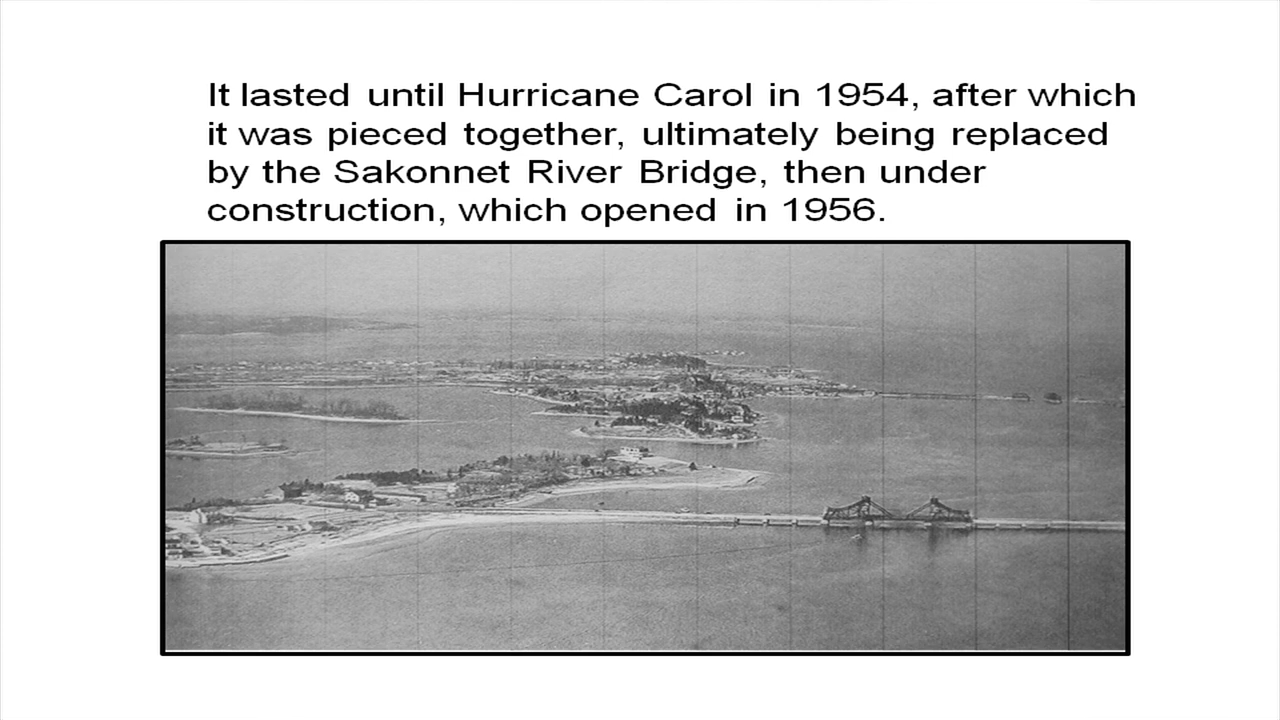 It lasted until Hurricane Carol in 1954, after which
it was pieced together, ultimately being replaced
by the Sakonnet River Bridge, then under
construction, which opened in 1956.